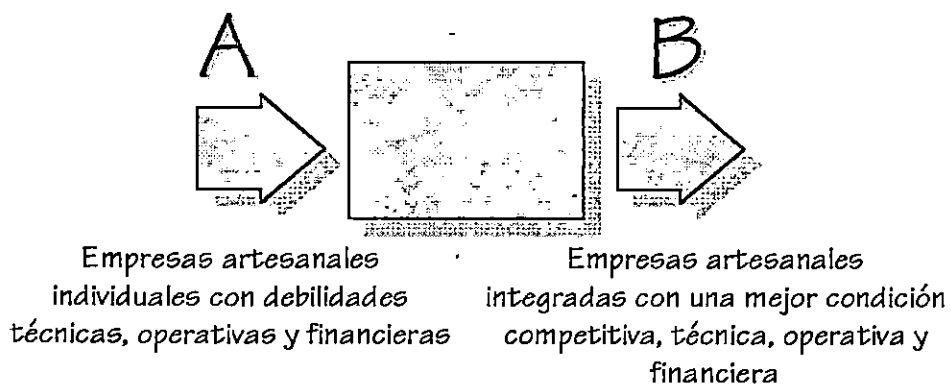 A
B
Empresas artesanales
individuales con debilidades
técnicas, operativas y financieras
Empresas artesanales
integradas con una mejor condición
competitiva, técnica, operativa y
financiera